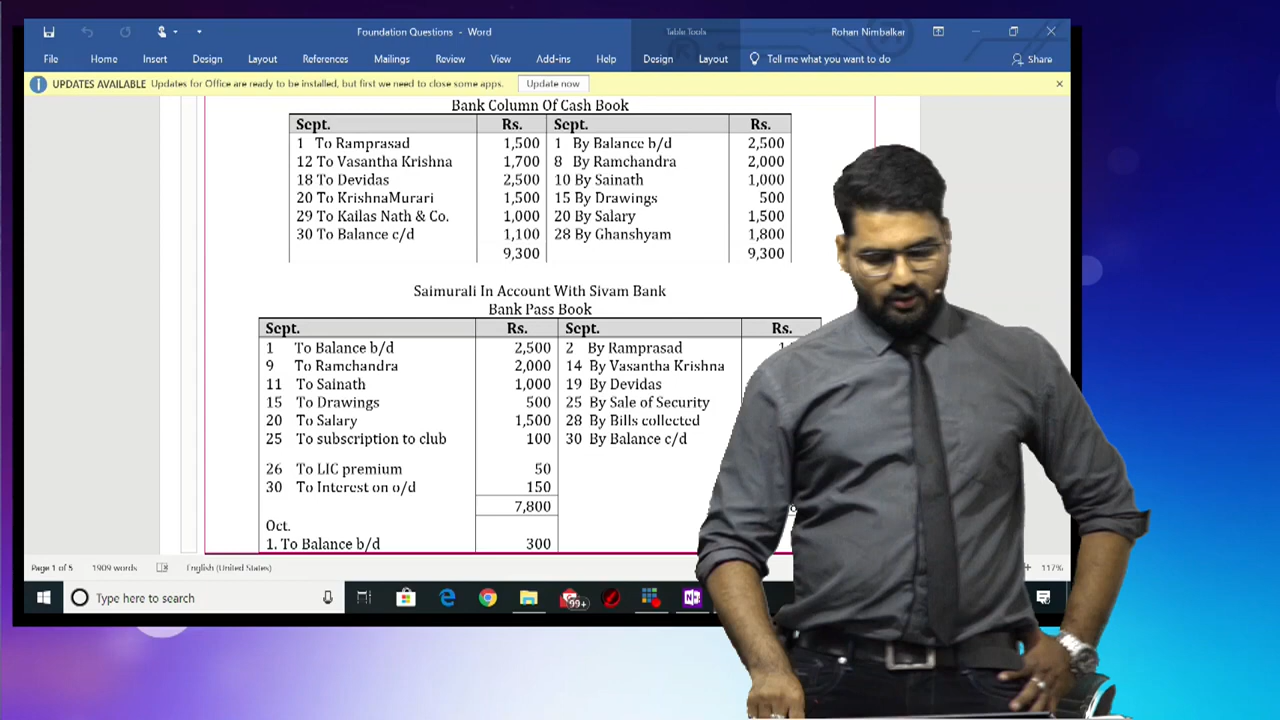 Foundation Questions - Word
Table Tools
Rohan Nimbalkar
File Home Insert Design Layout References Mailings Review View Add-ins Help Design Layout Tell me what you want to do Share
UPDATES AVAILABLE Updates for Office are ready to be installed, but first we need to close some apps. Update now
Bank Column Of Cash Book
Sept. Rs. Sept. Rs.
1 To Ramprasad 1,500 1 By Balance b/d 2,500
12 To Vasantha Krishna 1,700 8 By Ramchandra 2,000
18 To Devidas 2,500 10 By Sainath 1,000
20 To KrishnaMurari 1,500 15 By Drawings 500
29 To Kailas Nath & Co. 1,000 20 By Salary 1,500
30 To Balance c/d 1,100 28 By Ghanshyam 1,800
9,300 9,300
Saimurali In Account With Sivam Bank
Bank Pass Book
Sept. Rs. Sept. Rs.
1 To Balance b/d 2,500 2 By Ramprasad
9 To Ramchandra 2,000 14 By Vasantha Krishna
11 To Sainath 1,000 19 By Devidas
15 To Drawings 500 25 By Sale of Security
20 To Salary 1,500 28 By Bills collected
25 To subscription to club 100 30 By Balance c/d
26 To LIC premium 50
30 To Interest on o/d 150
7,800
Oct.
1. To Balance b/d 300
Page 1 of 5 1909 words English (United States) 117%
Type here to search
99+